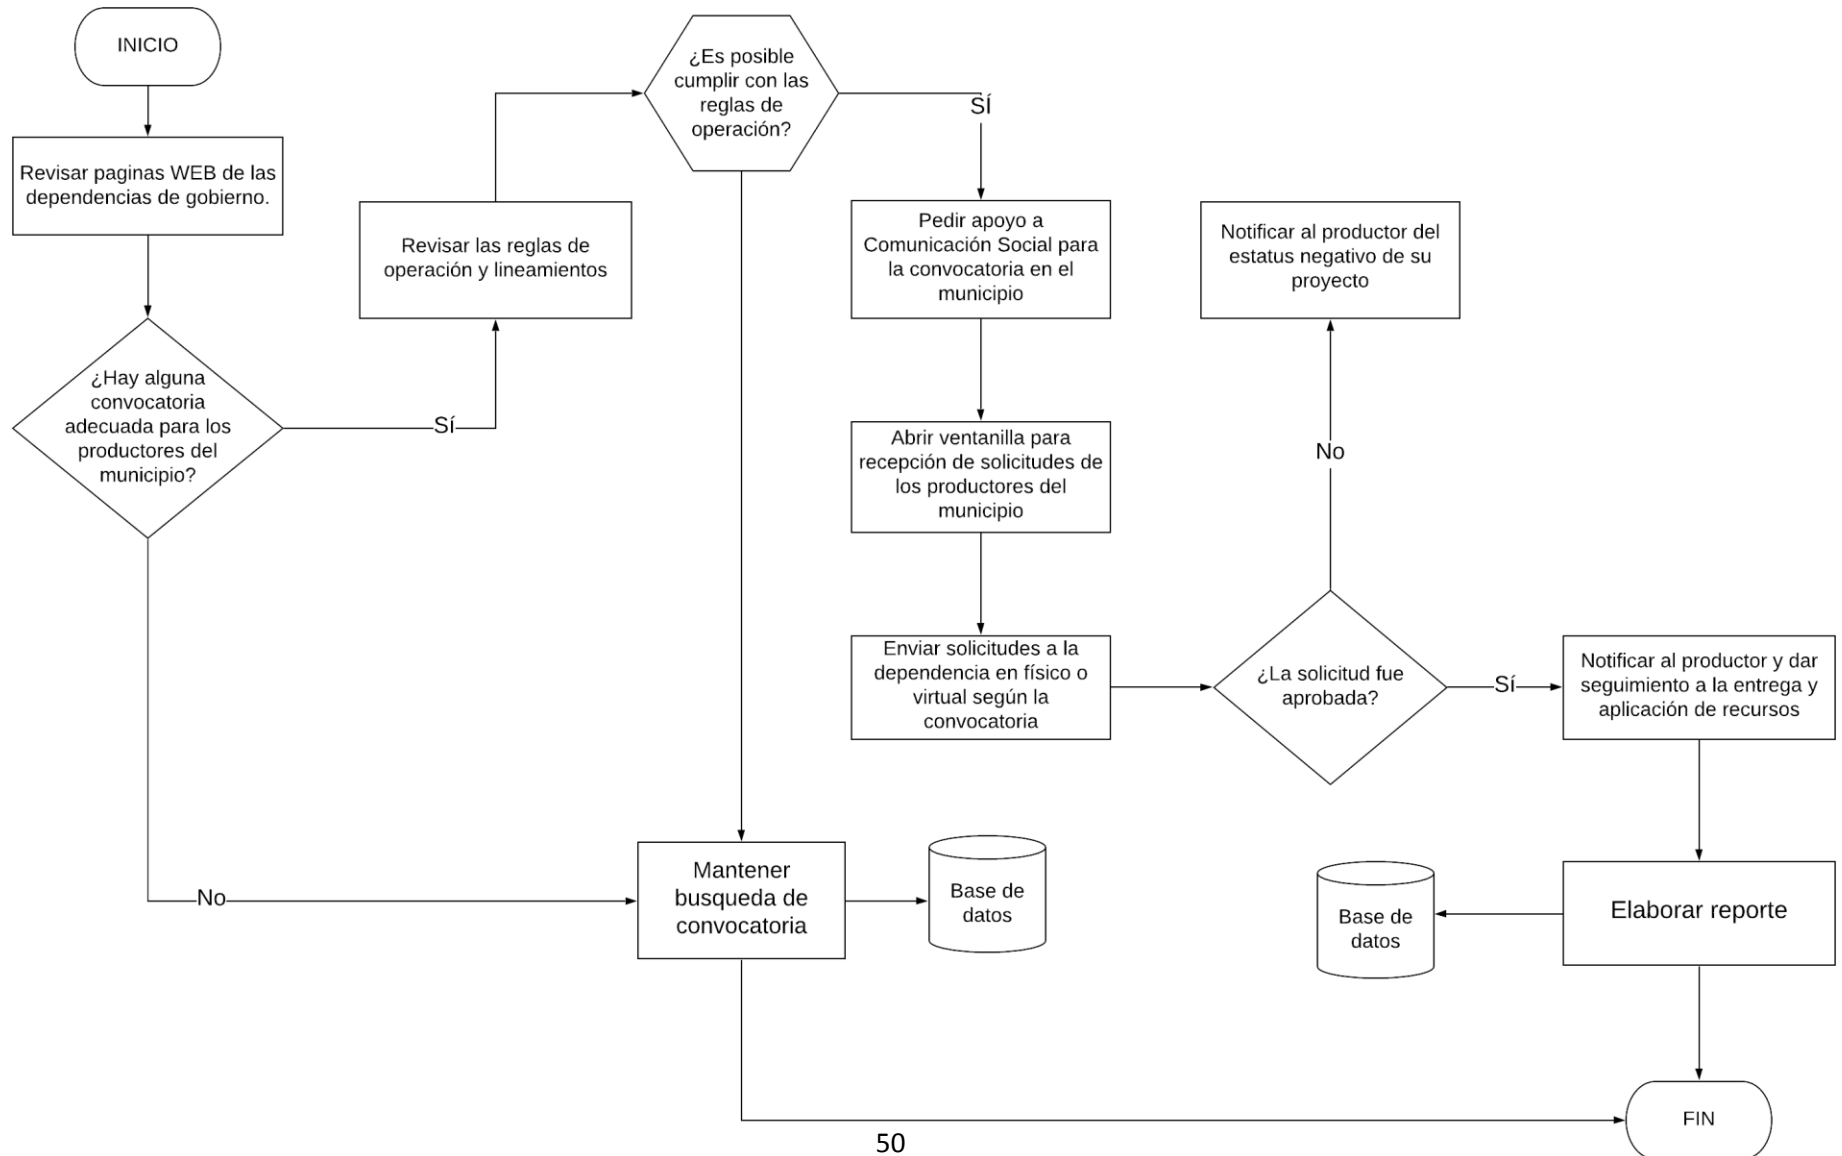 INICIO
Revisar paginas WEB de las
dependencias de gobierno.
¿Hay alguna
convocatoria
adecuada para los
productores del
municipio?
Sí
No
Revisar las reglas de
operación y lineamientos
¿Es posible
cumplir con las
reglas de
operación?
SÍ
Pedir apoyo a
Comunicación Social para
la convocatoria en el
municipio
Abrir ventanilla para
recepción de solicitudes de
los productores del
municipio
Enviar solicitudes a la
dependencia en físico o
virtual según la
convocatoria
¿La solicitud fue
aprobada?
No
Notificar al productor del
estatus negativo de su
proyecto
Sí
Notificar al productor y dar
seguimiento a la entrega y
aplicación de recursos
Mantener
busqueda de
convocatoria
Base de
datos
Elaborar reporte
Base de
datos
FIN
50